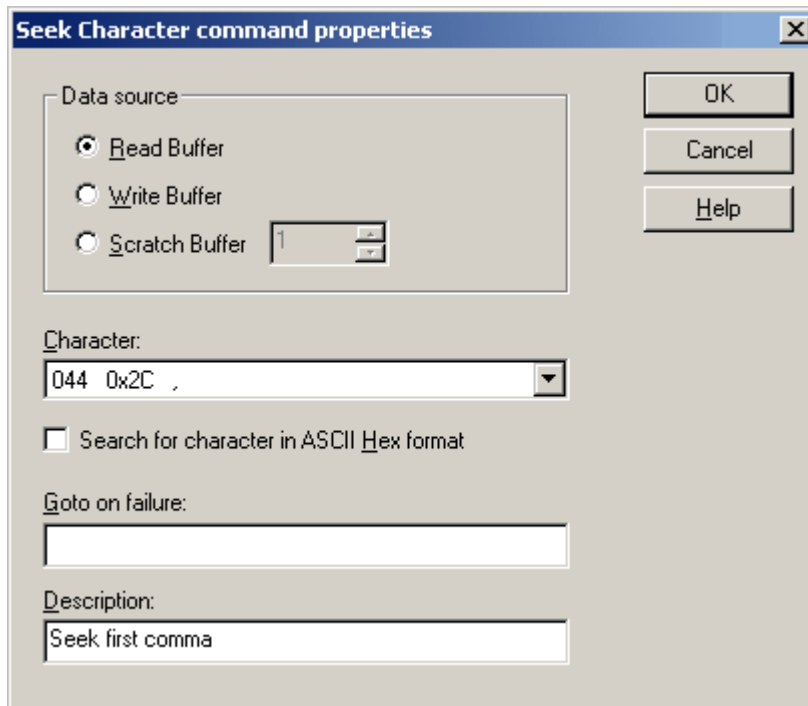 Seek Character command properties
Data source
Read Buffer
Write Buffer
Scratch Buffer 1
OK
Cancel
Help
Character:
044 0x2C ,
Search for character in ASCII Hex format
Goto on failure:
Description:
Seek first comma